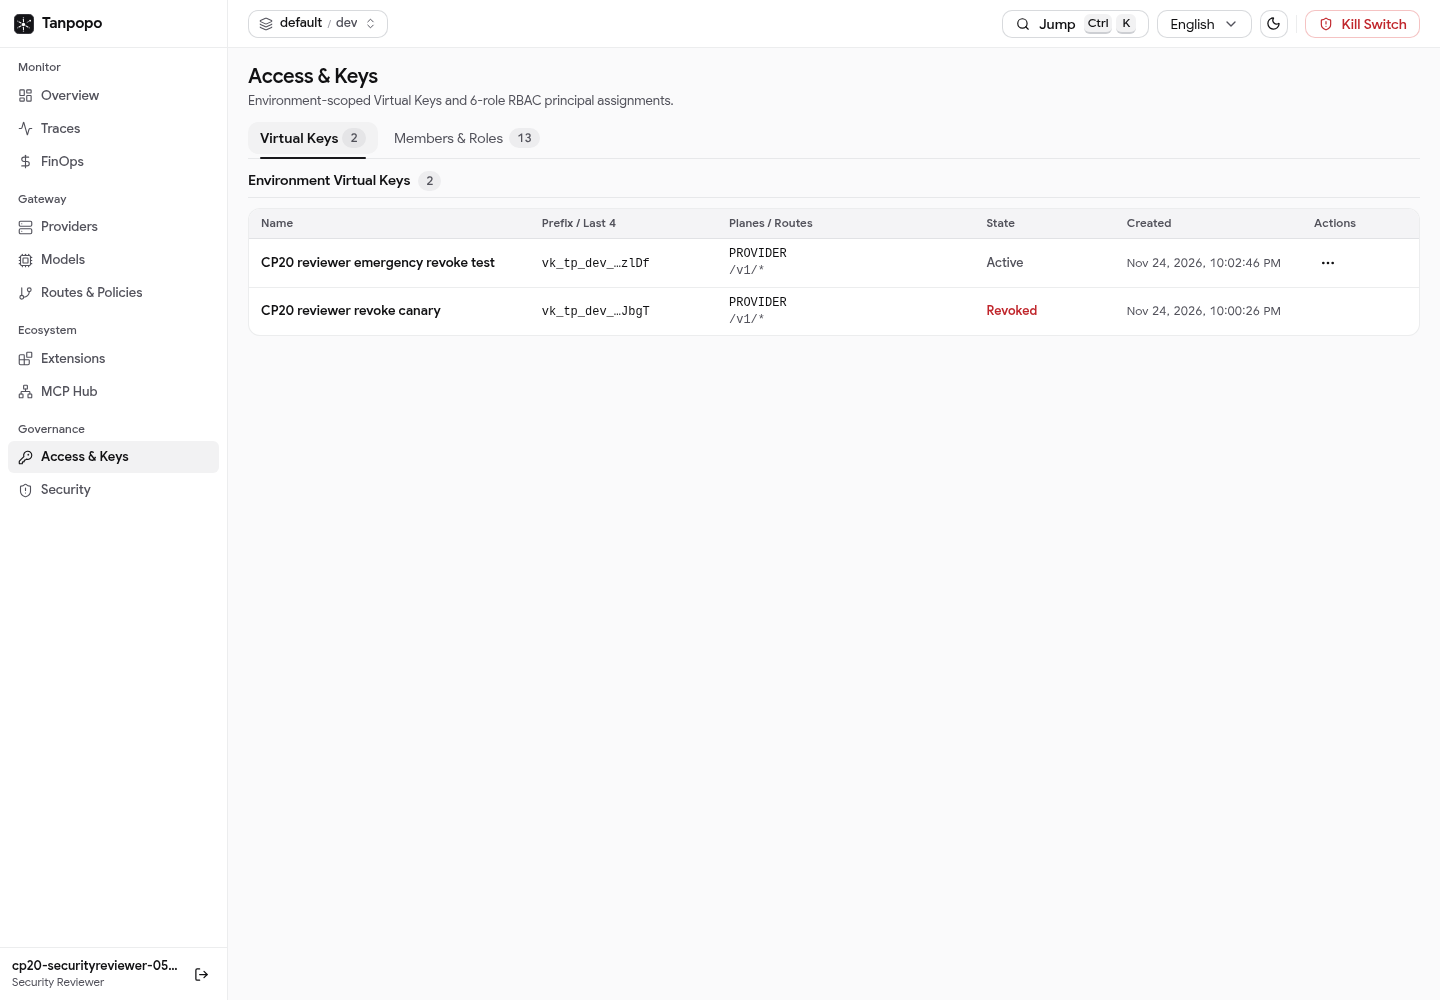 Tanpopo
default / dev
Jump Ctrl K
English
Kill Switch
Monitor
Overview
Traces
FinOps
Gateway
Providers
Models
Routes & Policies
Ecosystem
Extensions
MCP Hub
Governance
Access & Keys
Security
cp20-securityreviewer-05...
Security Reviewer
Access & Keys
Environment-scoped Virtual Keys and 6-role RBAC principal assignments.
Virtual Keys 2
Members & Roles 13
Environment Virtual Keys 2
Name Prefix / Last 4 Planes / Routes State Created Actions
CP20 reviewer emergency revoke test vk_tp_dev_…zlDf PROVIDER Active Nov 24, 2026, 10:02:46 PM
/v1/*
CP20 reviewer revoke canary vk_tp_dev_…JbgT PROVIDER Revoked Nov 24, 2026, 10:00:26 PM
/v1/*